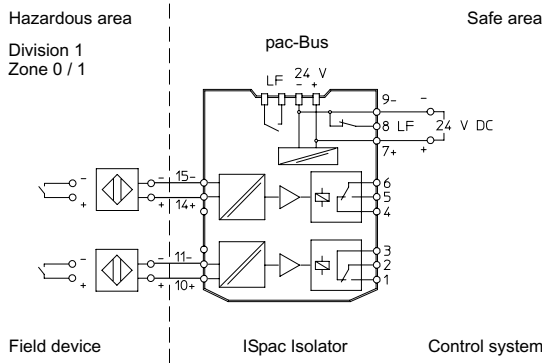 Hazardous area
Safe area
Division 1
Zone 0 / 1
pac-Bus
LF 24 V
- +
9-
-
8 LF
24 V DC
7+
+
- 15- 6
+ - 5
+ 14+ 4
- 11- 3
+ - 2
+ 10+ 1
Field device
ISpac Isolator
Control system